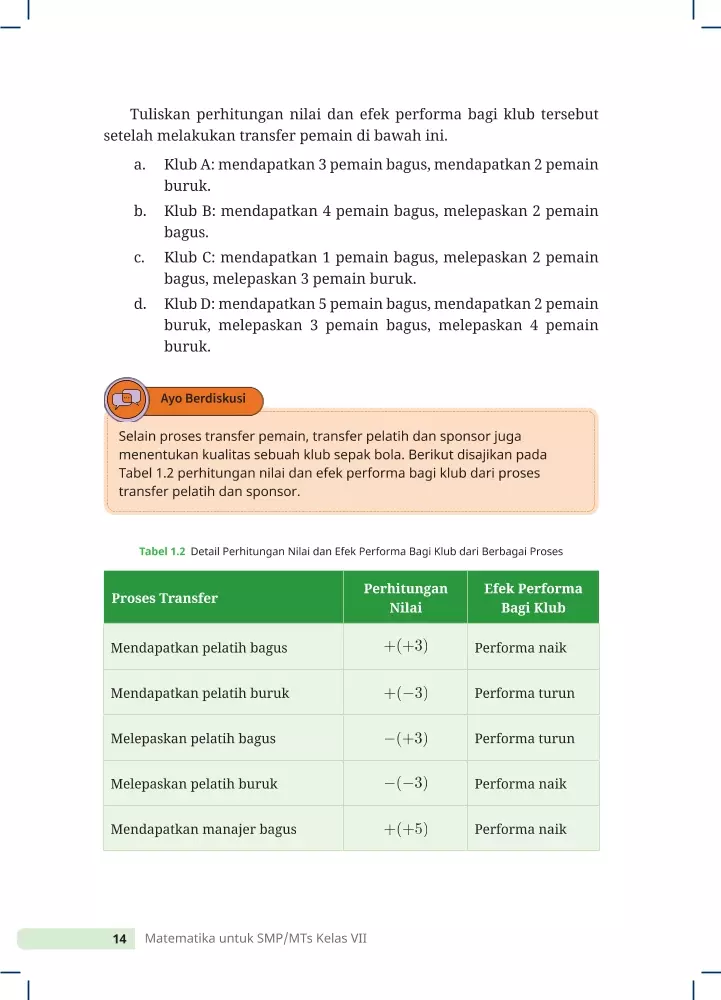 Tuliskan perhitungan nilai dan efek performa bagi klub tersebut
setelah melakukan transfer pemain di bawah ini.
a. Klub A: mendapatkan 3 pemain bagus, mendapatkan 2 pemain
buruk.
b. Klub B: mendapatkan 4 pemain bagus, melepaskan 2 pemain
bagus.
c. Klub C: mendapatkan 1 pemain bagus, melepaskan 2 pemain
bagus, melepaskan 3 pemain buruk.
d. Klub D: mendapatkan 5 pemain bagus, mendapatkan 2 pemain
buruk, melepaskan 3 pemain bagus, melepaskan 4 pemain
buruk.
Ayo Berdiskusi
Selain proses transfer pemain, transfer pelatih dan sponsor juga
menentukan kualitas sebuah klub sepak bola. Berikut disajikan pada
Tabel 1.2 perhitungan nilai dan efek performa bagi klub dari proses
transfer pelatih dan sponsor.
Tabel 1.2 Detail Perhitungan Nilai dan Efek Performa Bagi Klub dari Berbagai Proses
Proses Transfer Perhitungan Nilai Efek Performa Bagi Klub
Mendapatkan pelatih bagus +(+3) Performa naik
Mendapatkan pelatih buruk +(−3) Performa turun
Melepaskan pelatih bagus −(+3) Performa turun
Melepaskan pelatih buruk −(−3) Performa naik
Mendapatkan manajer bagus +(+5) Performa naik
14 Matematika untuk SMP/MTs Kelas VII